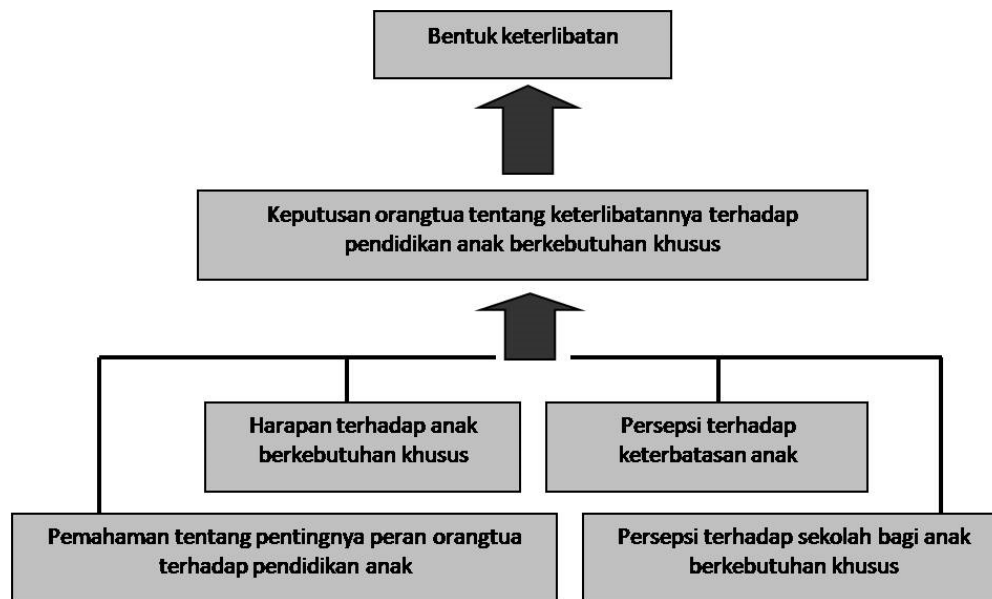 Bentuk keterlibatan
Keputusan orangtua tentang keterlibatannya terhadap
pendidikan anak berkebutuhan khusus
Harapan terhadap anak
berkebutuhan khusus
Persepsi terhadap
keterbatasan anak
Pemahaman tentang pentingnya peran orangtua
terhadap pendidikan anak
Persepsi terhadap sekolah bagi anak
berkebutuhan khusus